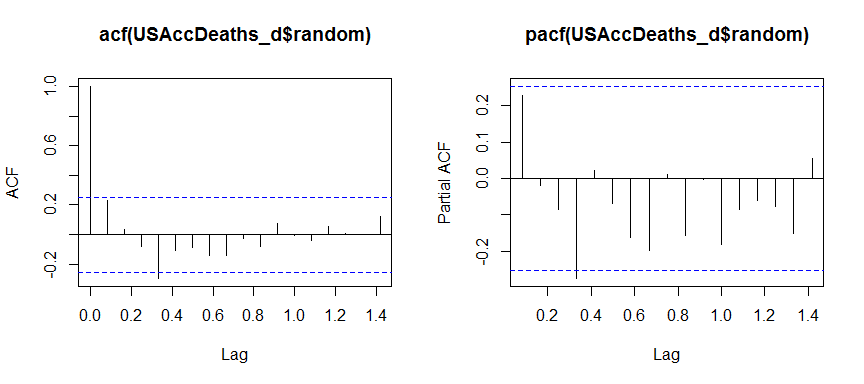 acf(USAccDeaths_d$random)
ACF
1.0
0.6
0.2
-0.2
0.0 0.2 0.4 0.6 0.8 1.0 1.2 1.4
Lag
pacf(USAccDeaths_d$random)
Partial ACF
0.2
0.1
0.0
-0.2
0.2 0.4 0.6 0.8 1.0 1.2 1.4
Lag